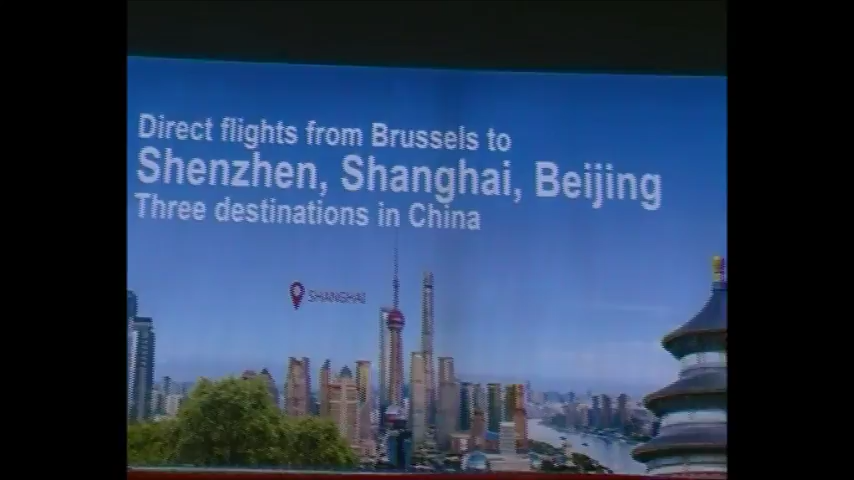 Direct flights from Brussels to
Shenzhen, Shanghai, Beijing
Three destinations in China
SHANGHAI